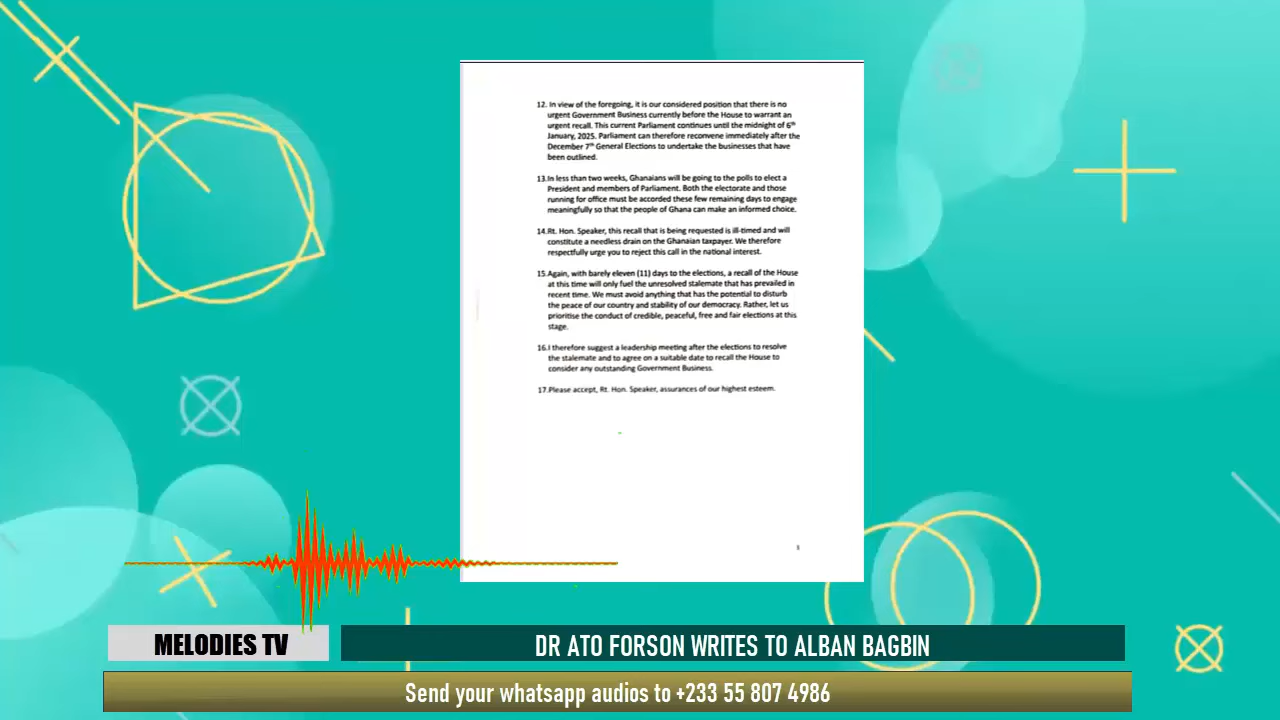 12. In view of the foregoing, it is our considered position that there is no
urgent Government Business currently before the House to warrant an
urgent recall. This current Parliament continues until the midnight of 6th
January, 2025. Parliament can therefore reconvene immediately after the
December 7th General Elections to undertake the businesses that have
been outlined.
13.In less than two weeks, Ghanaians will be going to the polls to elect a
President and members of Parliament. Both the electorate and those
running for office must be accorded these few remaining days to engage
meaningfully so that the people of Ghana can make an informed choice.
14.Rt. Hon. Speaker, this recall that is being requested is ill-timed and will
constitute a needless drain on the Ghanaian taxpayer. We therefore
respectfully urge you to reject this call in the national interest.
15.Again, with barely eleven (11) days to the elections, a recall of the House
at this time will only fuel the unresolved stalemate that has prevailed in
recent time. We must avoid anything that has the potential to disturb
the peace of our country and stability of our democracy. Rather, let us
prioritise the conduct of credible, peaceful, free and fair elections at this
stage.
16.I therefore suggest a leadership meeting after the elections to resolve
the stalemate and to agree on a suitable date to recall the House to
consider any outstanding Government Business.
17.Please accept, Rt. Hon. Speaker, assurances of our highest esteem.
MELODIES TV
DR ATO FORSON WRITES TO ALBAN BAGBIN
Send your whatsapp audios to +233 55 807 4986